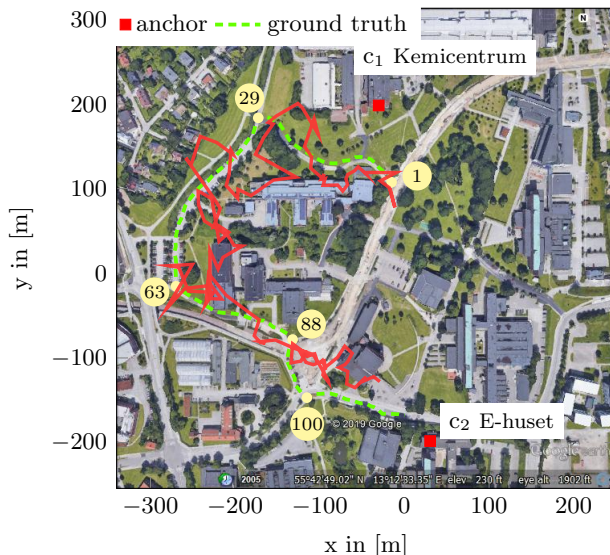 anchor ground truth
300
200
100
0
−100
−200
y in [m]
N
c₁ Kemicentrum
29
1
63
88
100
© 2019 Google
c₂ E-huset
Google earth
2005 55°42'49.02" N 13°12'33.35" E elev 230 ft eye alt 1902 ft
−300 −200 −100 0 100 200
x in [m]